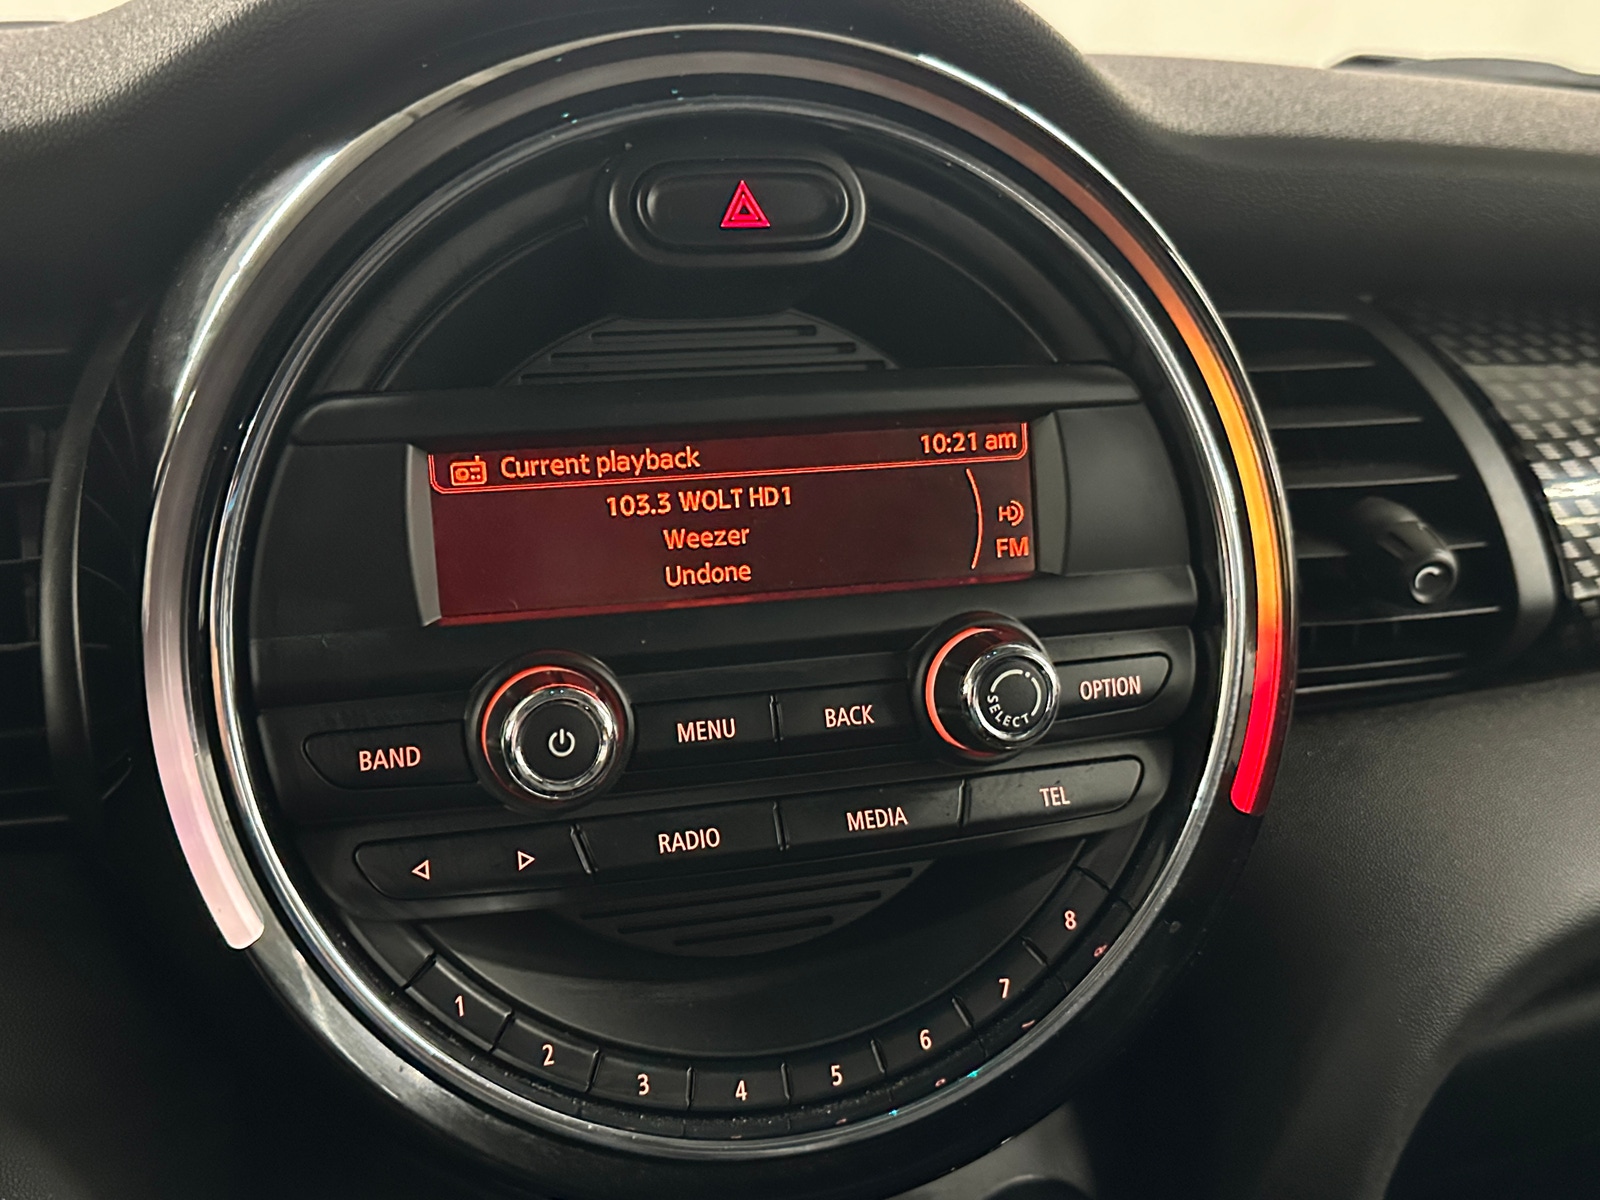 Current playback 10:21 am
103.3 WOLT HD1
Weezer
Undone
HD
FM
BAND MENU BACK SELECT OPTION
RADIO MEDIA TEL
1 2 3 4 5 6 7 8